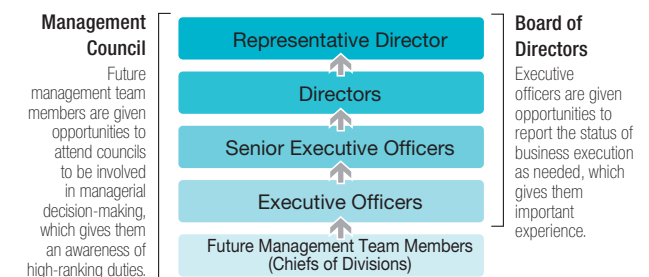 Management
Council
Future
management team
members are given
opportunities to
attend councils
to be involved
in managerial
decision-making,
which gives them
an awareness of
high-ranking duties.
Representative Director
Directors
Senior Executive Officers
Executive Officers
Future Management Team Members
(Chiefs of Divisions)
Board of
Directors
Executive
officers are given
opportunities to
report the status of
business execution
as needed, which
gives them
important
experience.